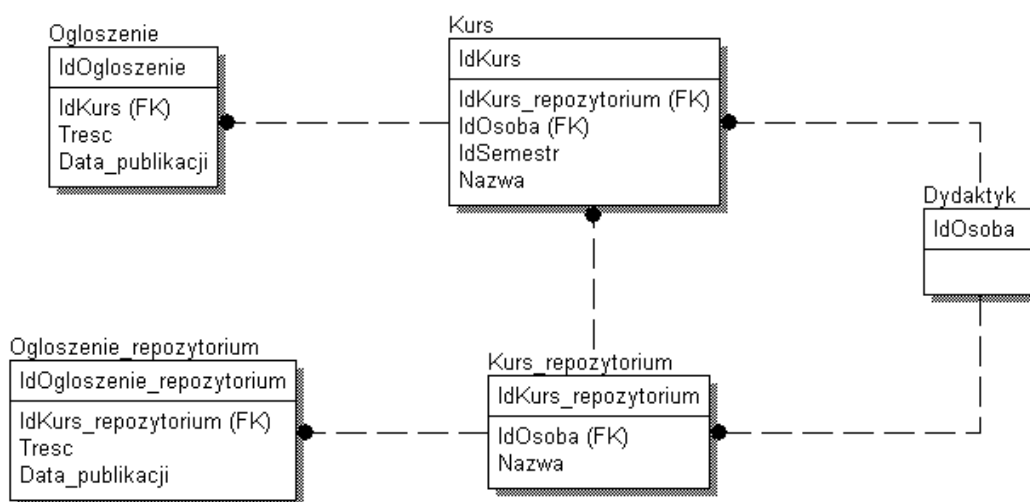 Ogloszenie
IdOgloszenie
IdKurs (FK)
Tresc
Data_publikacji
Kurs
IdKurs
IdKurs_repozytorium (FK)
IdOsoba (FK)
IdSemestr
Nazwa
Dydaktyk
IdOsoba
Ogloszenie_repozytorium
IdOgloszenie_repozytorium
IdKurs_repozytorium (FK)
Tresc
Data_publikacji
Kurs_repozytorium
IdKurs_repozytorium
IdOsoba (FK)
Nazwa